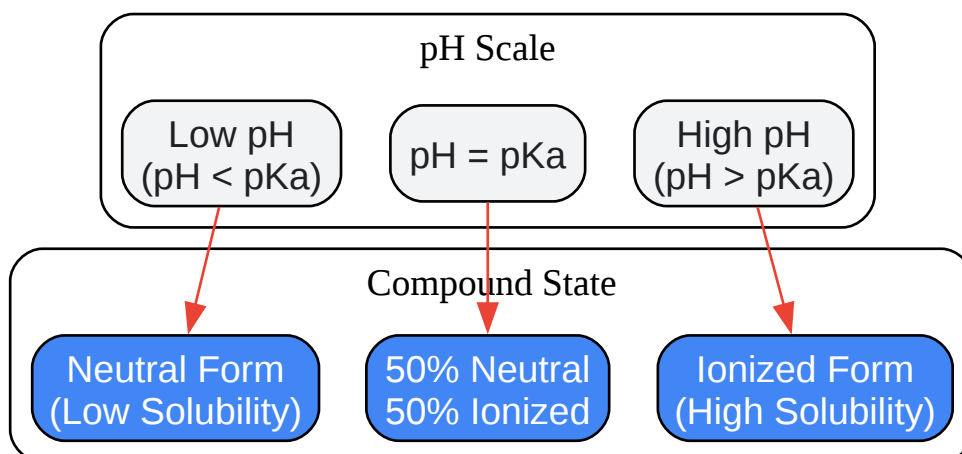 pH Scale
Low pH
(pH < pKa)
pH = pKa
High pH
(pH > pKa)
Compound State
Neutral Form
(Low Solubility)
50% Neutral
50% Ionized
Ionized Form
(High Solubility)